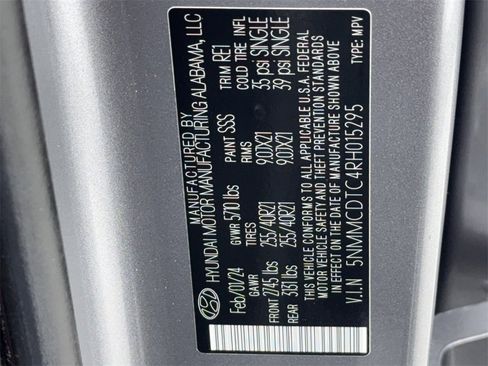 MANUFACTURED BY
HYUNDAI MOTOR MANUFACTURING ALABAMA, LLC
Feb/01/24 GVWR 5710 lbs PAINT SSS TRIM RE1
GAWR TIRES RIMS COLD TIRE INFL
FRONT 2745 lbs 255/40R21 9.0JX21 35 psi SINGLE
REAR 3131 lbs 255/40R21 9.0JX21 39 psi SINGLE
THIS VEHICLE CONFORMS TO ALL APPLICABLE U.S.A. FEDERAL
MOTOR VEHICLE SAFETY AND THEFT PREVENTION STANDARDS
IN EFFECT ON THE DATE OF MANUFACTURE SHOWN ABOVE
V.I.N 5NMMCDTC4RH015295 TYPE: MPV